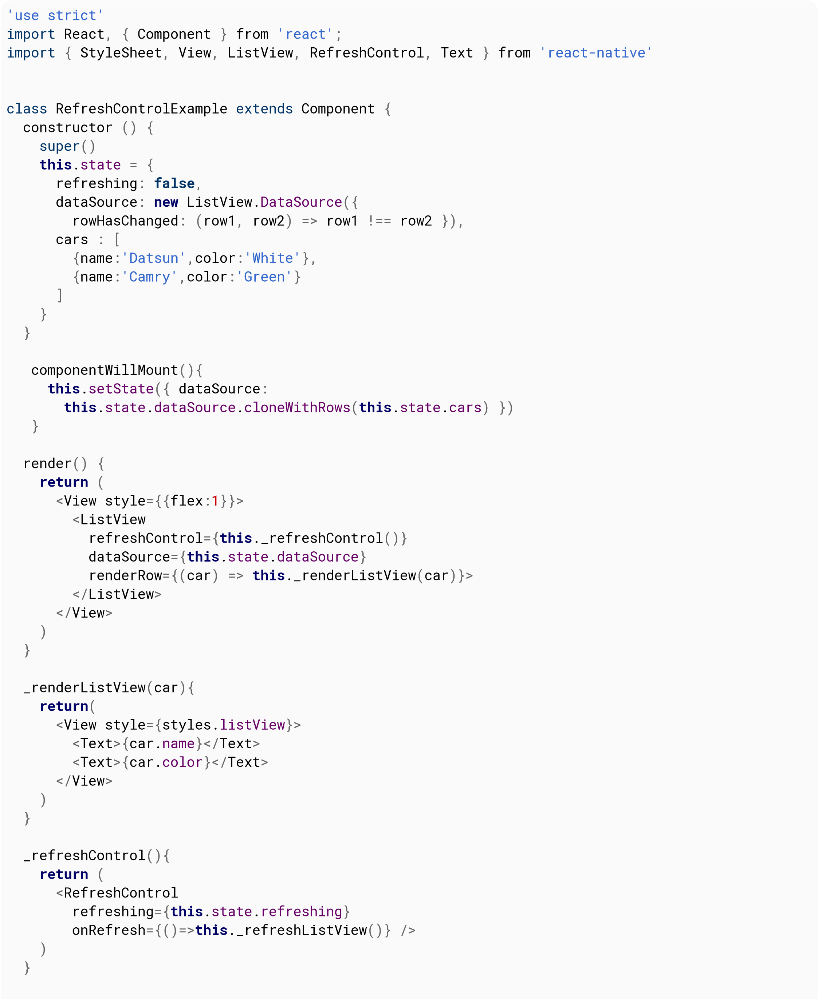 'use strict'
import React, { Component } from 'react';
import { StyleSheet, View, ListView, RefreshControl, Text } from 'react-native'


class RefreshControlExample extends Component {
  constructor () {
    super()
    this.state = {
      refreshing: false,
      dataSource: new ListView.DataSource({
        rowHasChanged: (row1, row2) => row1 !== row2 }),
      cars : [
        {name:'Datsun',color:'White'},
        {name:'Camry',color:'Green'}
      ]
    }
  }

   componentWillMount(){
     this.setState({ dataSource:
       this.state.dataSource.cloneWithRows(this.state.cars) })
   }

  render() {
    return (
      <View style={{flex:1}}>
        <ListView
          refreshControl={this._refreshControl()}
          dataSource={this.state.dataSource}
          renderRow={(car) => this._renderListView(car)}>
        </ListView>
      </View>
    )
  }

  _renderListView(car){
    return(
      <View style={styles.listView}>
        <Text>{car.name}</Text>
        <Text>{car.color}</Text>
      </View>
    )
  }

  _refreshControl(){
    return (
      <RefreshControl
        refreshing={this.state.refreshing}
        onRefresh={()=>this._refreshListView()} />
    )
  }